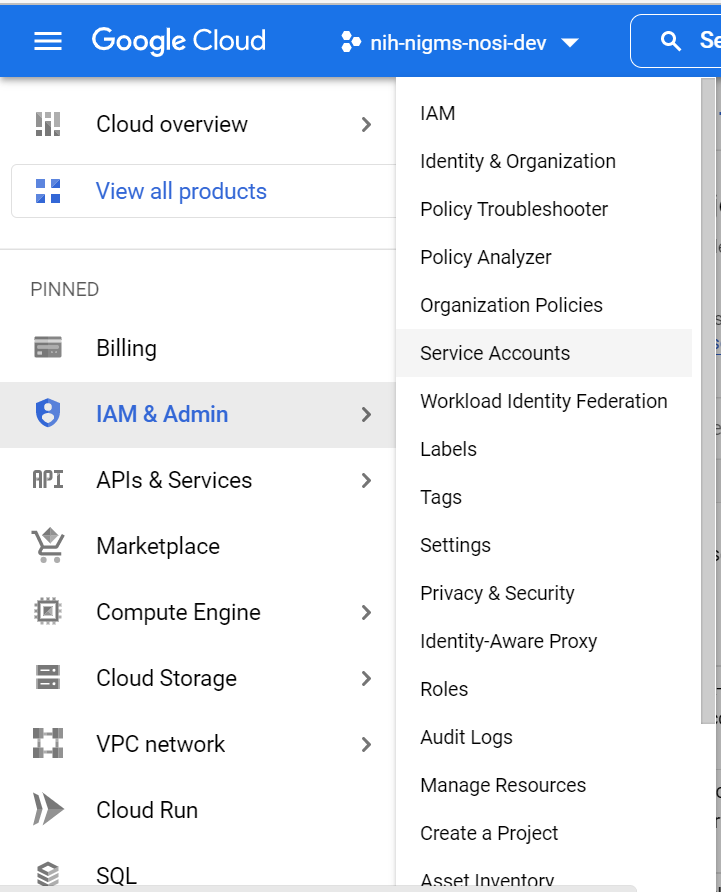 Google Cloud
nih-nigms-nosi-dev
Se
Cloud overview
View all products
PINNED
Billing
IAM & Admin
API
APIs & Services
Marketplace
Compute Engine
Cloud Storage
VPC network
Cloud Run
SQL
IAM
Identity & Organization
Policy Troubleshooter
Policy Analyzer
Organization Policies
Service Accounts
Workload Identity Federation
Labels
Tags
Settings
Privacy & Security
Identity-Aware Proxy
Roles
Audit Logs
Manage Resources
Create a Project
Asset Inventory